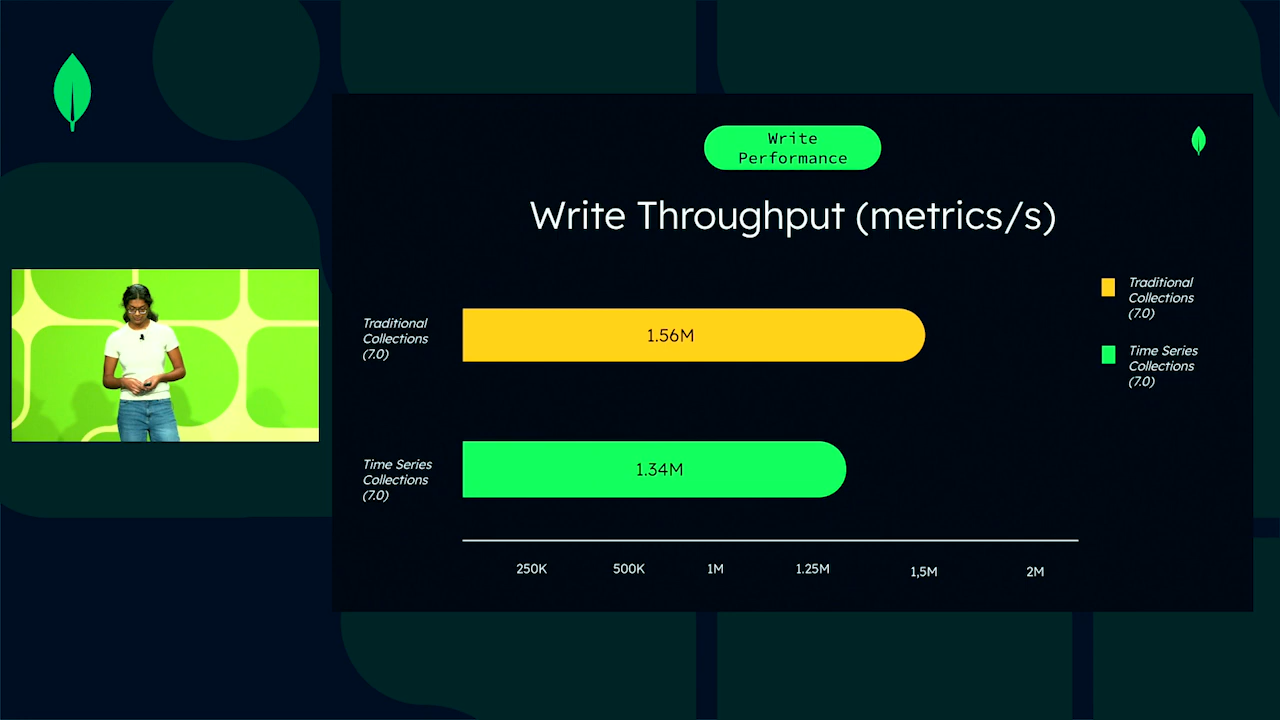 Write
Performance
Write Throughput (metrics/s)
Traditional
Collections
(7.0)
Time Series
Collections
(7.0)
Traditional
Collections
(7.0)
1.56M
Time Series
Collections
(7.0)
1.34M
250K 500K 1M 1.25M 1,5M 2M